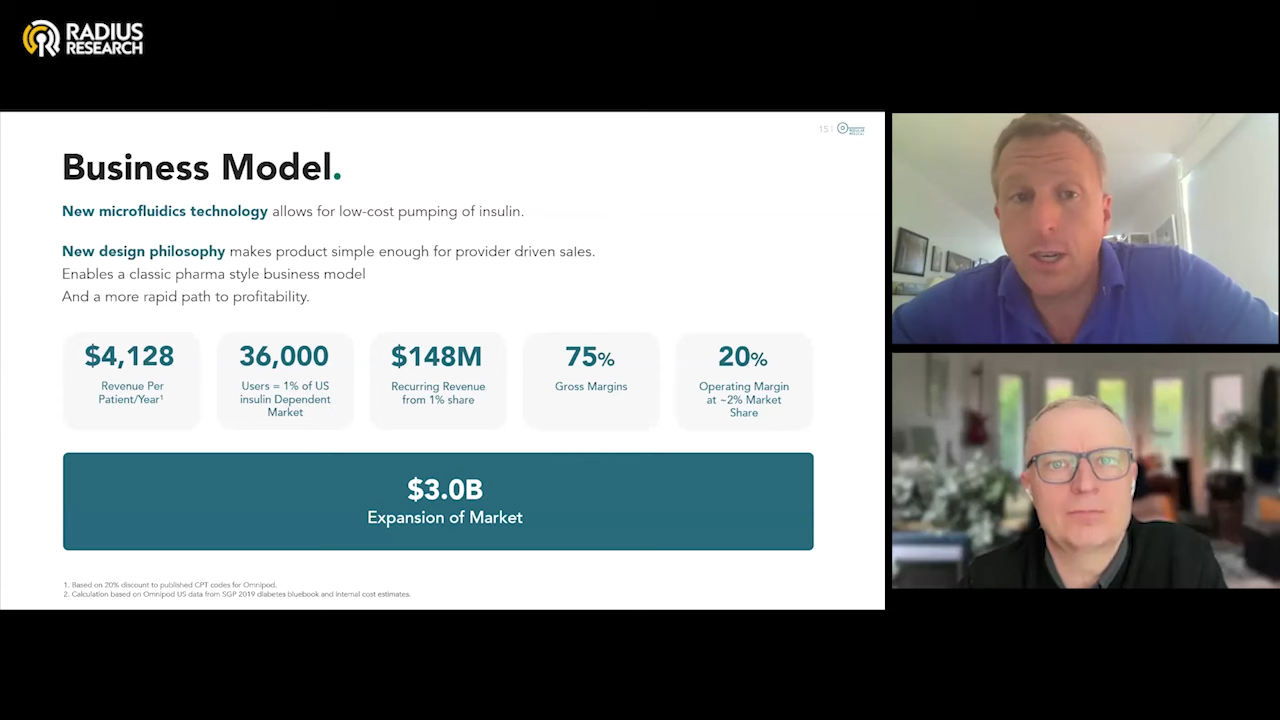 RADIUS
RESEARCH
15 |
Business Model.
New microfluidics technology allows for low-cost pumping of insulin.
New design philosophy makes product simple enough for provider driven sales.
Enables a classic pharma style business model
And a more rapid path to profitability.
$4,128
Revenue Per
Patient/Year¹
36,000
Users = 1% of US
insulin Dependent
Market
$148M
Recurring Revenue
from 1% share
75%
Gross Margins
20%
Operating Margin
at ~2% Market
Share
$3.0B
Expansion of Market
1. Based on 20% discount to published CPT codes for Omnipod.
2. Calculation based on Omnipod US data from SGP 2019 diabetes bluebook and internal cost estimates.